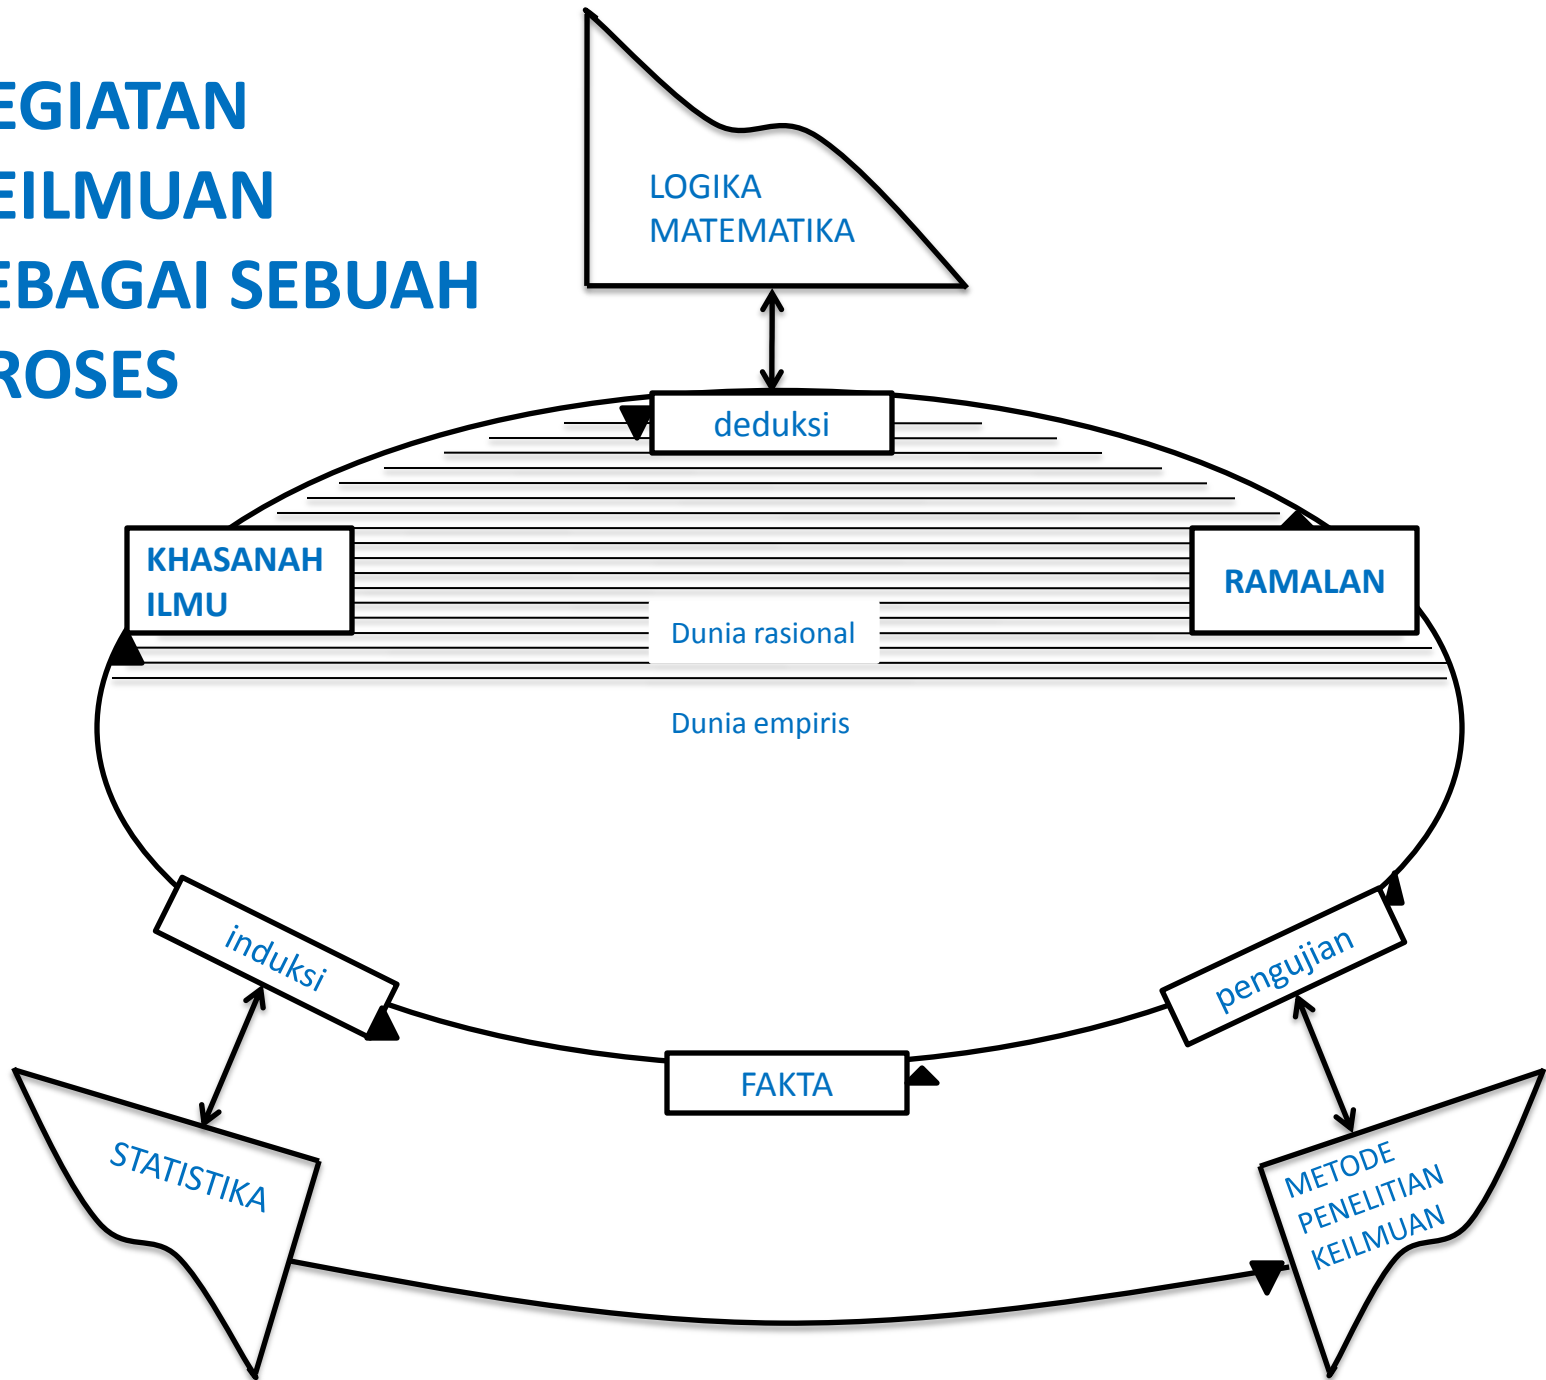 EGIATAN
EILMUAN
EBAGAI SEBUAH
ROSES
LOGIKA
MATEMATIKA
deduksi
KHASANAH
ILMU
RAMALAN
Dunia rasional
Dunia empiris
induksi
pengujian
FAKTA
STATISTIKA
METODE
PENELITIAN
KEILMUAN